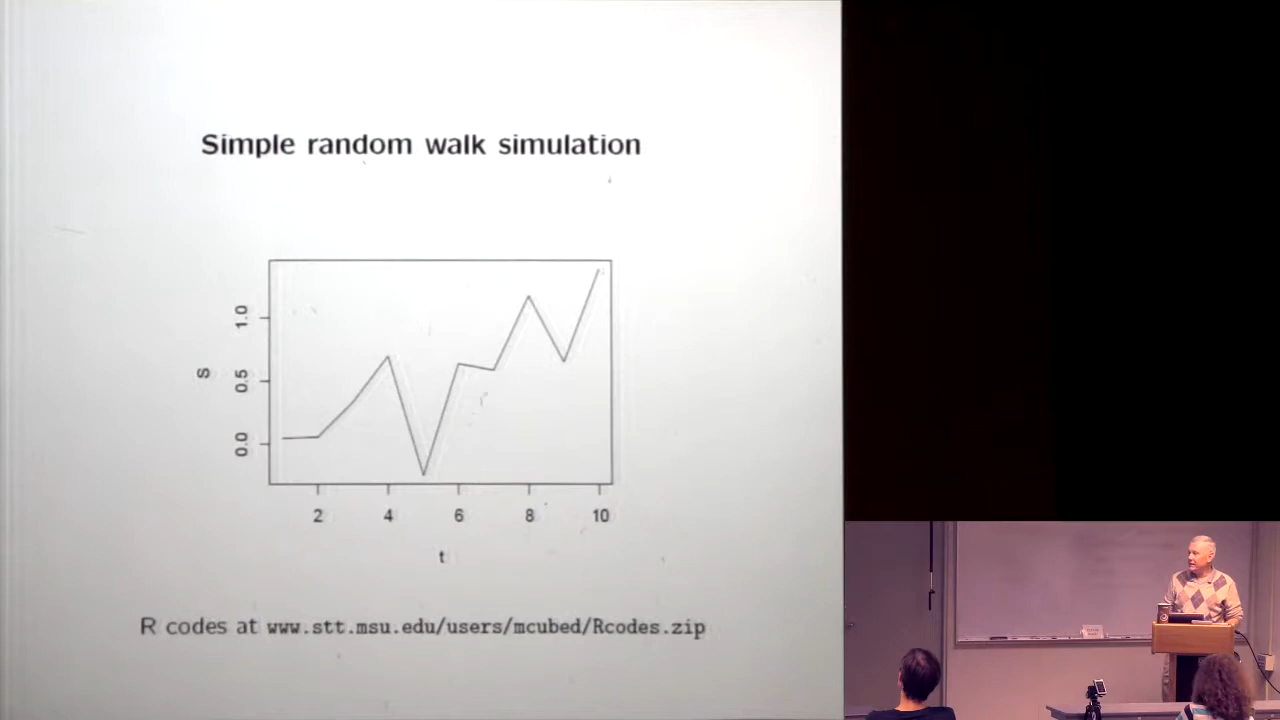 Simple random walk simulation
1.0
0.5
0.0
S
2 4 6 8 10
t
R codes at www.stt.msu.edu/users/mcubed/Rcodes.zip